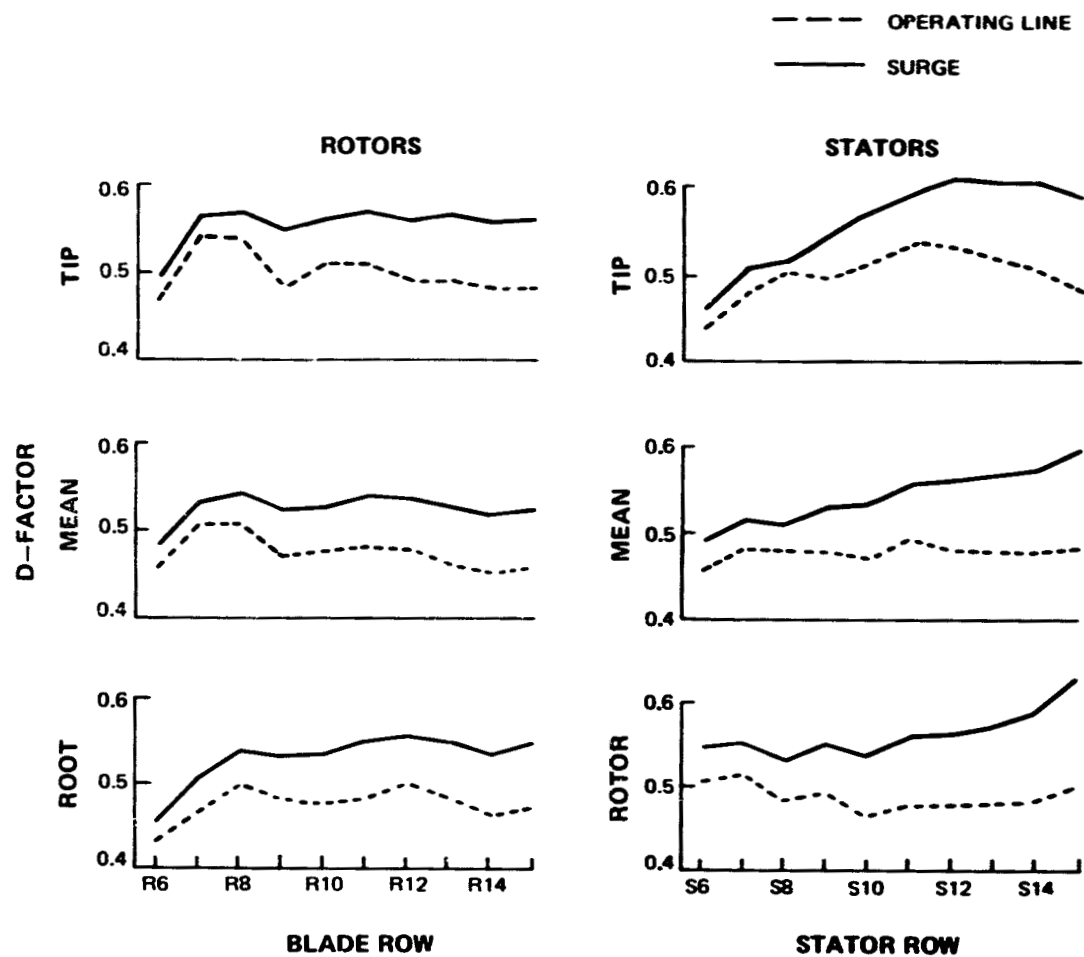 OPERATING LINE
SURGE
ROTORS
STATORS
TIP
0.6
0.5
0.4
TIP
0.6
0.5
0.4
D-FACTOR
MEAN
0.6
0.5
0.4
MEAN
0.6
0.5
0.4
ROOT
0.6
0.5
0.4
R6 R8 R10 R12 R14
BLADE ROW
ROTOR
0.6
0.5
0.4
S6 S8 S10 S12 S14
STATOR ROW